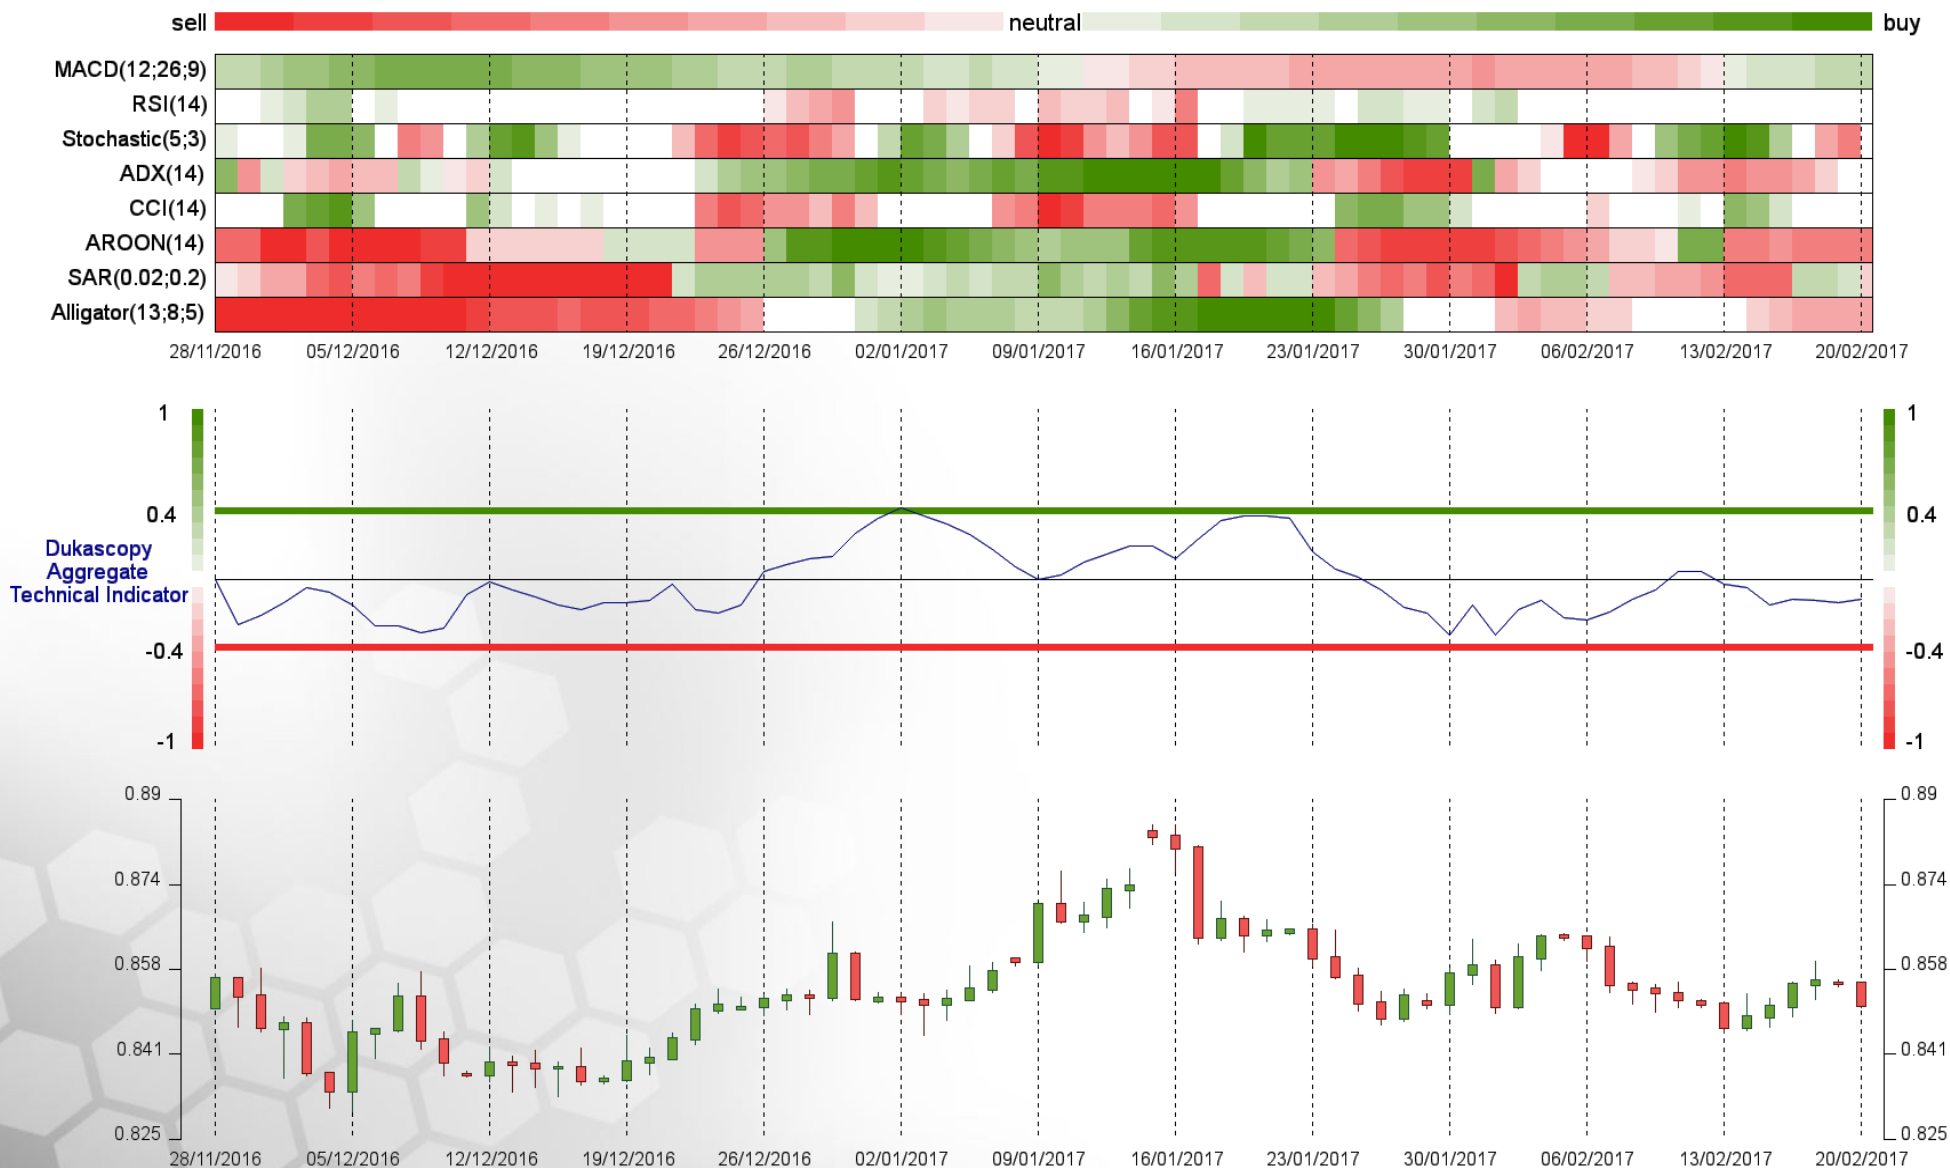 sell neutral buy
MACD(12;26;9)
RSI(14)
Stochastic(5;3)
ADX(14)
CCI(14)
AROON(14)
SAR(0.02;0.2)
Alligator(13;8;5)
28/11/2016 05/12/2016 12/12/2016 19/12/2016 26/12/2016 02/01/2017 09/01/2017 16/01/2017 23/01/2017 30/01/2017 06/02/2017 13/02/2017 20/02/2017
1 1
0.4 0.4
Dukascopy
Aggregate
Technical Indicator
-0.4 -0.4
-1 -1
0.89 0.89
0.874 0.874
0.858 0.858
0.841 0.841
0.825 0.825
28/11/2016 05/12/2016 12/12/2016 19/12/2016 26/12/2016 02/01/2017 09/01/2017 16/01/2017 23/01/2017 30/01/2017 06/02/2017 13/02/2017 20/02/2017